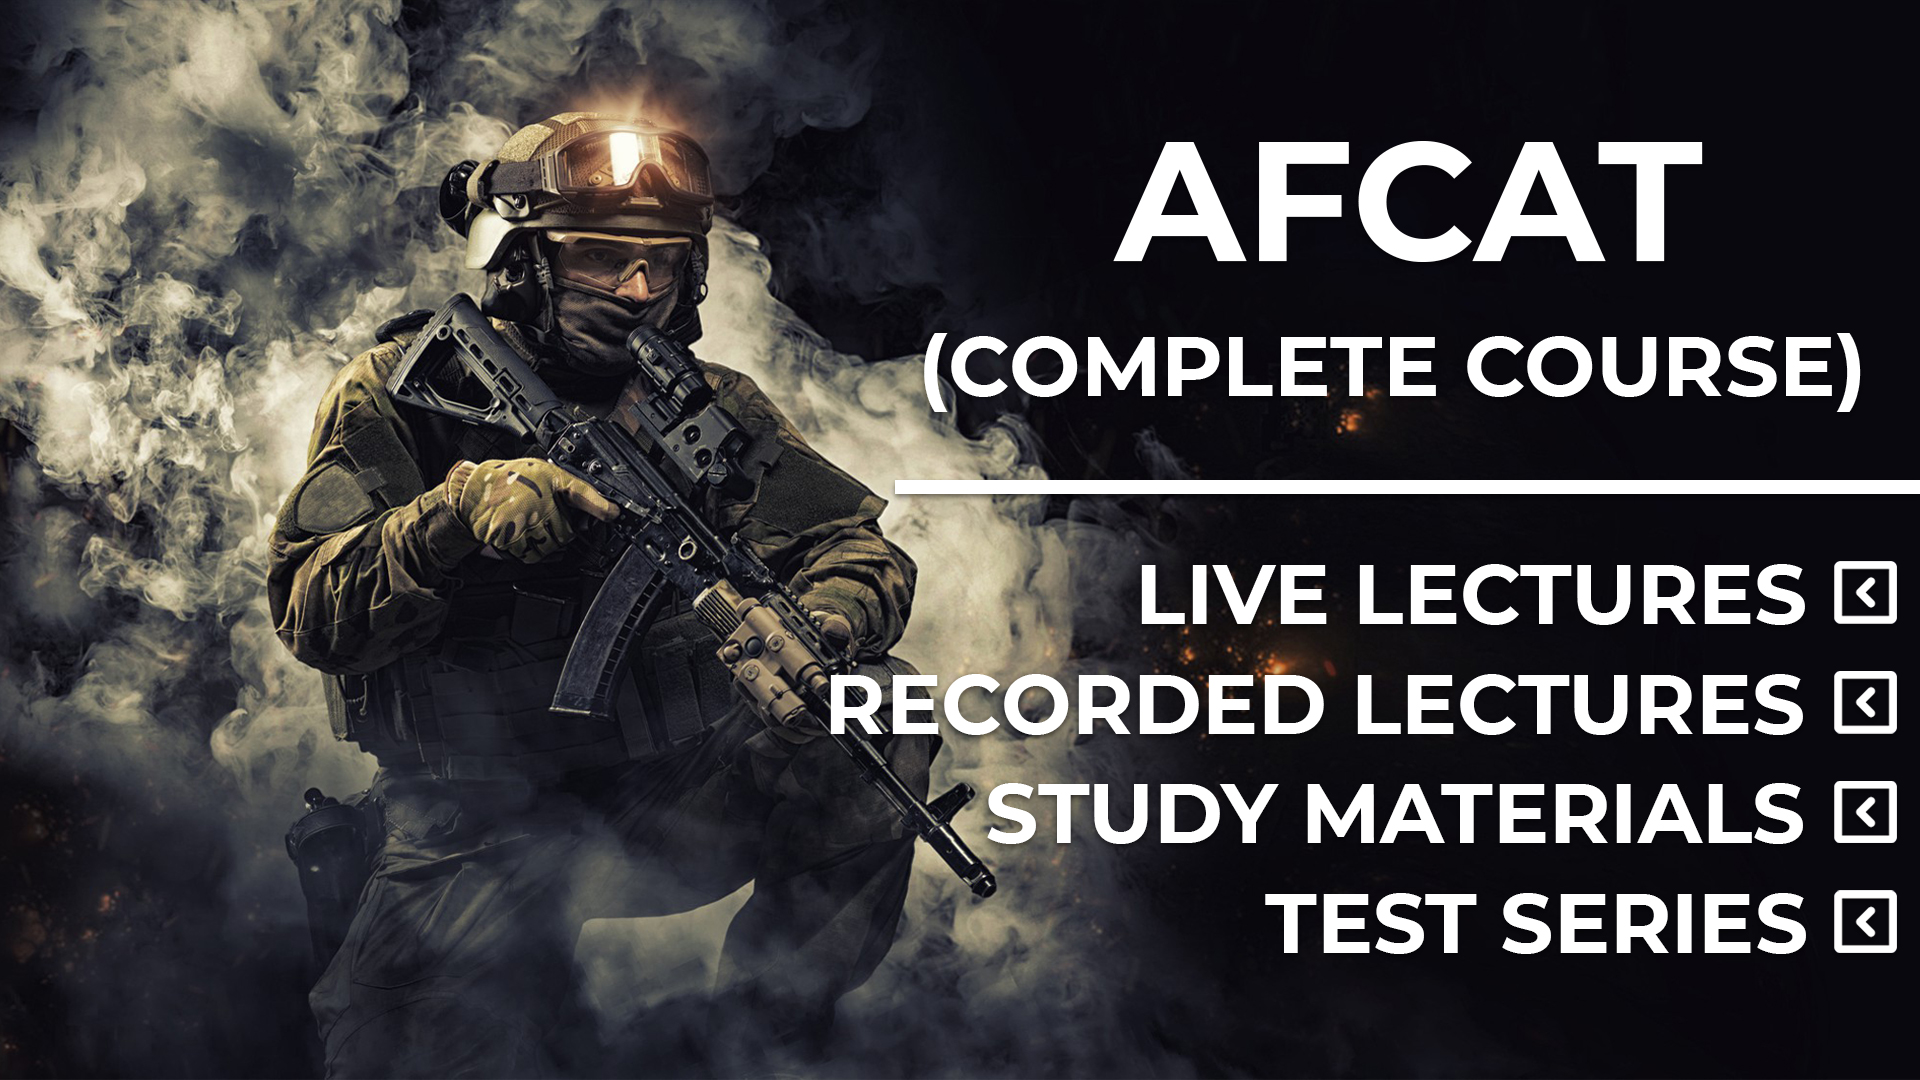 AFCAT
(COMPLETE COURSE)
LIVE LECTURES
RECORDED LECTURES
STUDY MATERIALS
TEST SERIES